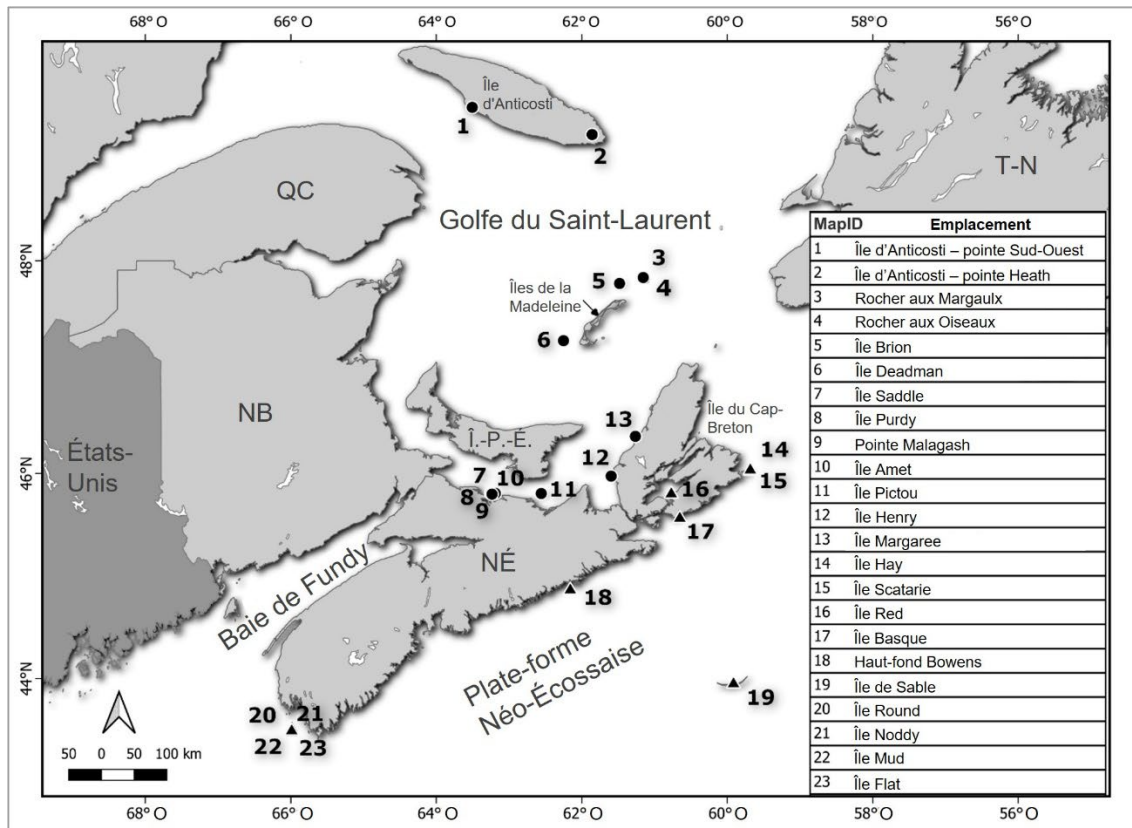 68°O 66°O 64°O 62°O 60°O 58°O 56°O
Île
d'Anticosti
1
2
T-N
QC
Golfe du Saint-Laurent
48°N
3
5 4
Îles de la
Madeleine
6
NB
États-
Unis
Î.-P.-É.
13
Île du Cap-
Breton
14
12
15
46°N
7 10
8 11
9
16
17
NÉ
Baie de Fundy
18
Plate-forme
Néo-Écossaise
44°N
19
20 21
22 23
50 0 50 100 km
MapID Emplacement
1 Île d'Anticosti – pointe Sud-Ouest
2 Île d'Anticosti – pointe Heath
3 Rocher aux Margaulx
4 Rocher aux Oiseaux
5 Île Brion
6 Île Deadman
7 Île Saddle
8 Île Purdy
9 Pointe Malagash
10 Île Amet
11 Île Pictou
12 Île Henry
13 Île Margaree
14 Île Hay
15 Île Scatarie
16 Île Red
17 Île Basque
18 Haut-fond Bowens
19 Île de Sable
20 Île Round
21 Île Noddy
22 Île Mud
23 Île Flat
68°O 66°O 64°O 62°O 60°O 58°O 56°O